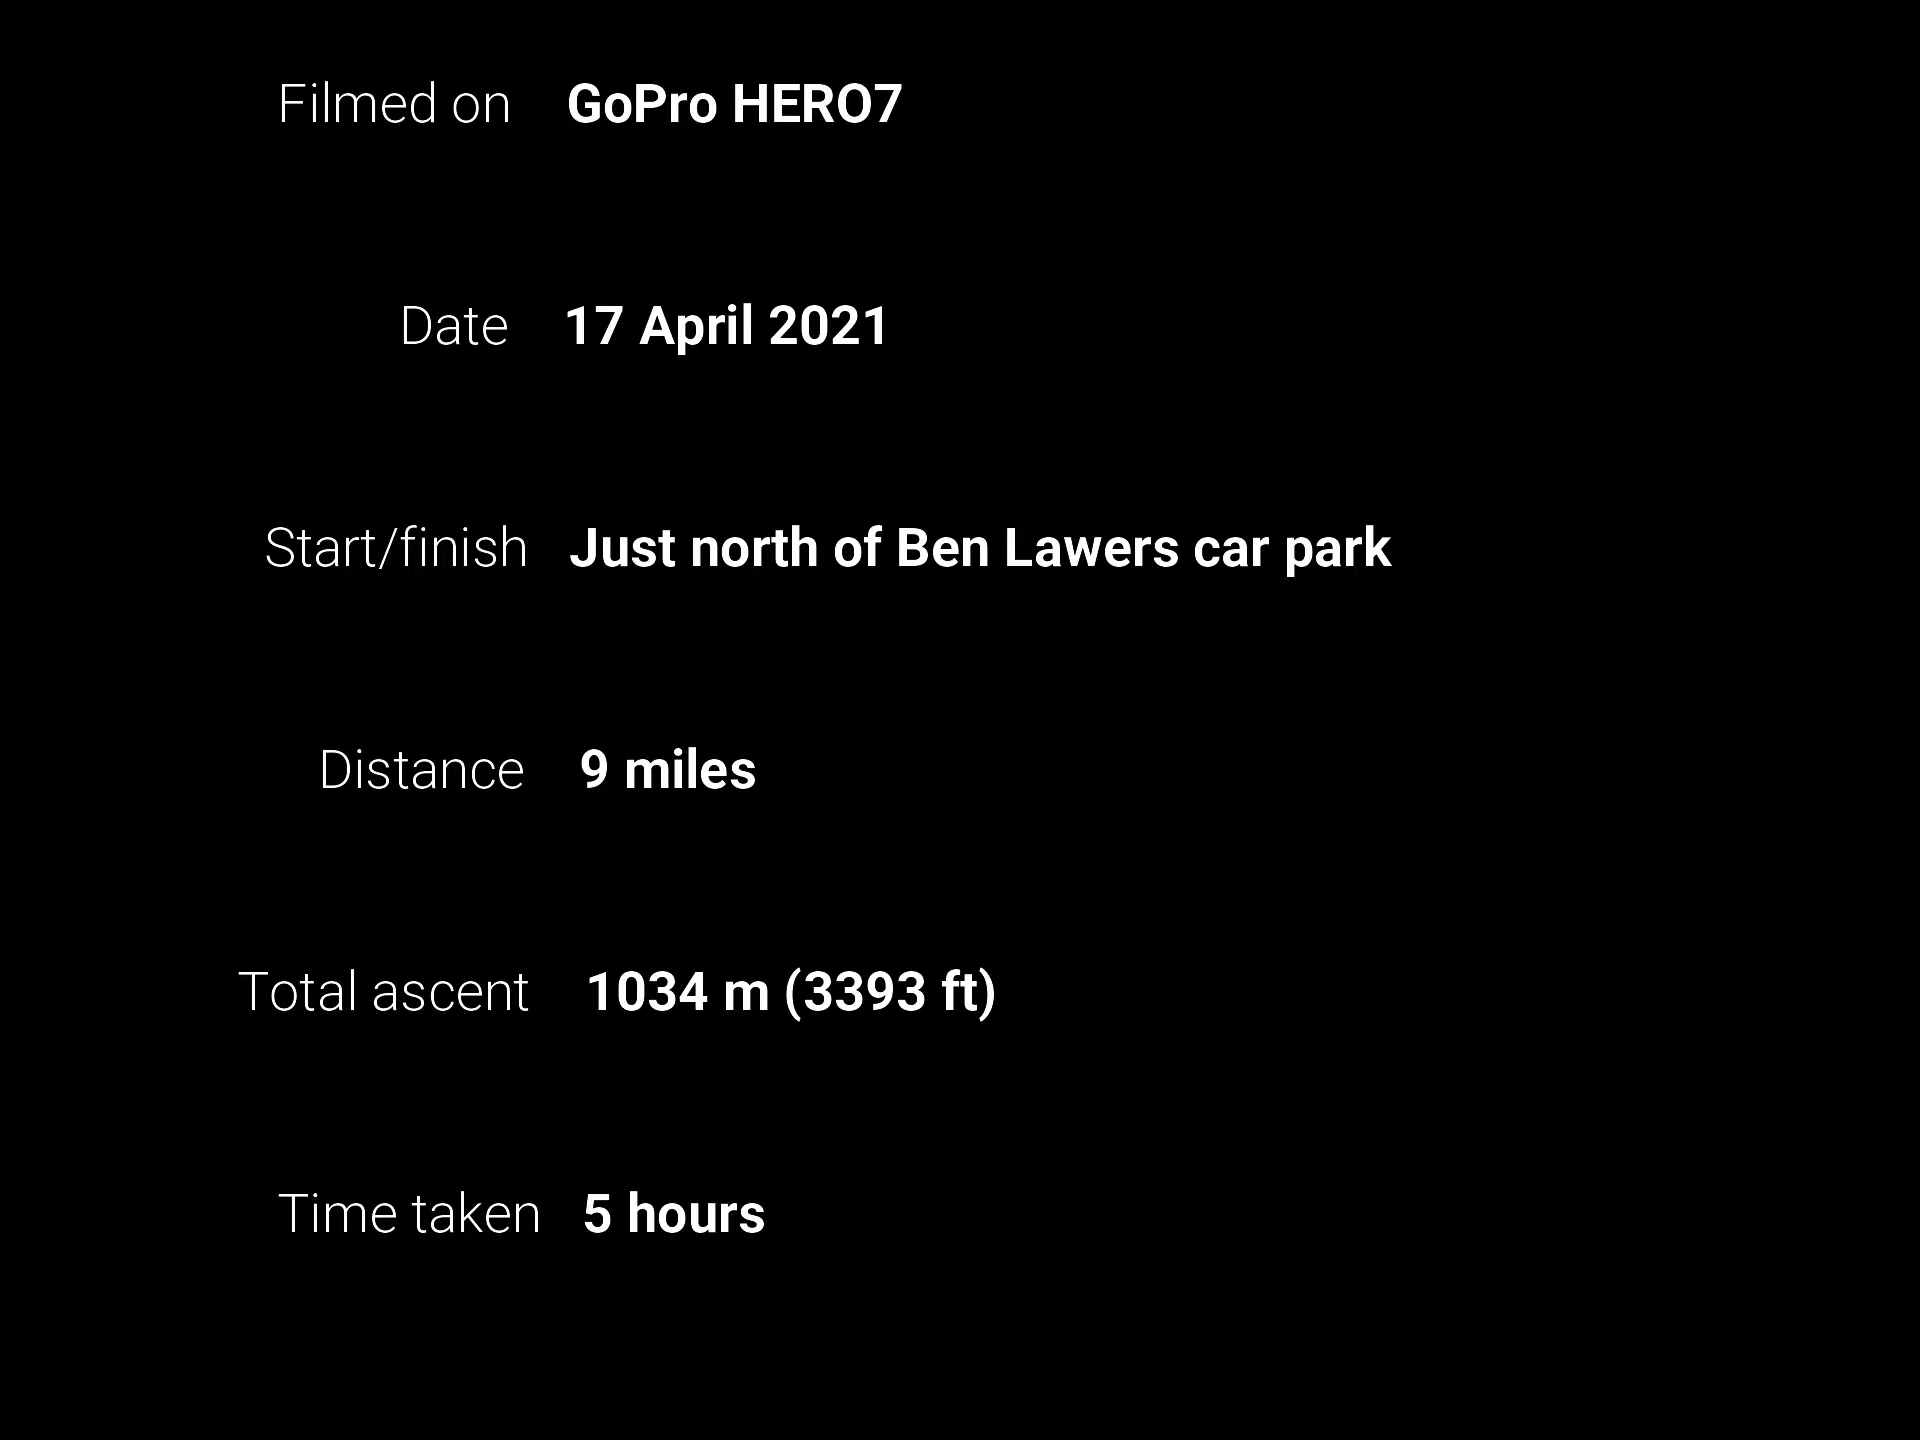 Filmed on GoPro HERO7
Date 17 April 2021
Start/finish Just north of Ben Lawers car park
Distance 9 miles
Total ascent 1034 m (3393 ft)
Time taken 5 hours